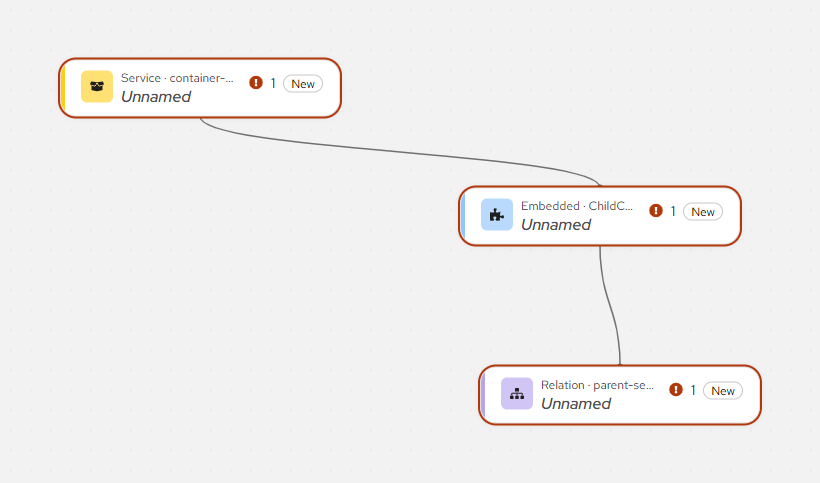 Service · container-...
1 New
Unnamed
Embedded · ChildC...
1 New
Unnamed
Relation · parent-se...
1 New
Unnamed